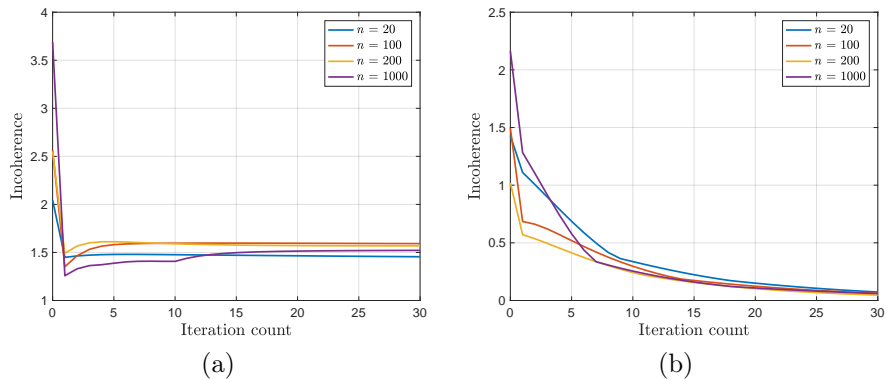 4
3.5
3
2.5
2
1.5
1
0
5
10
15
20
25
30
Incoherence
Iteration count
n = 20
n = 100
n = 200
n = 1000
(a)
2.5
2
1.5
1
0.5
0
0
5
10
15
20
25
30
Incoherence
Iteration count
n = 20
n = 100
n = 200
n = 1000
(b)